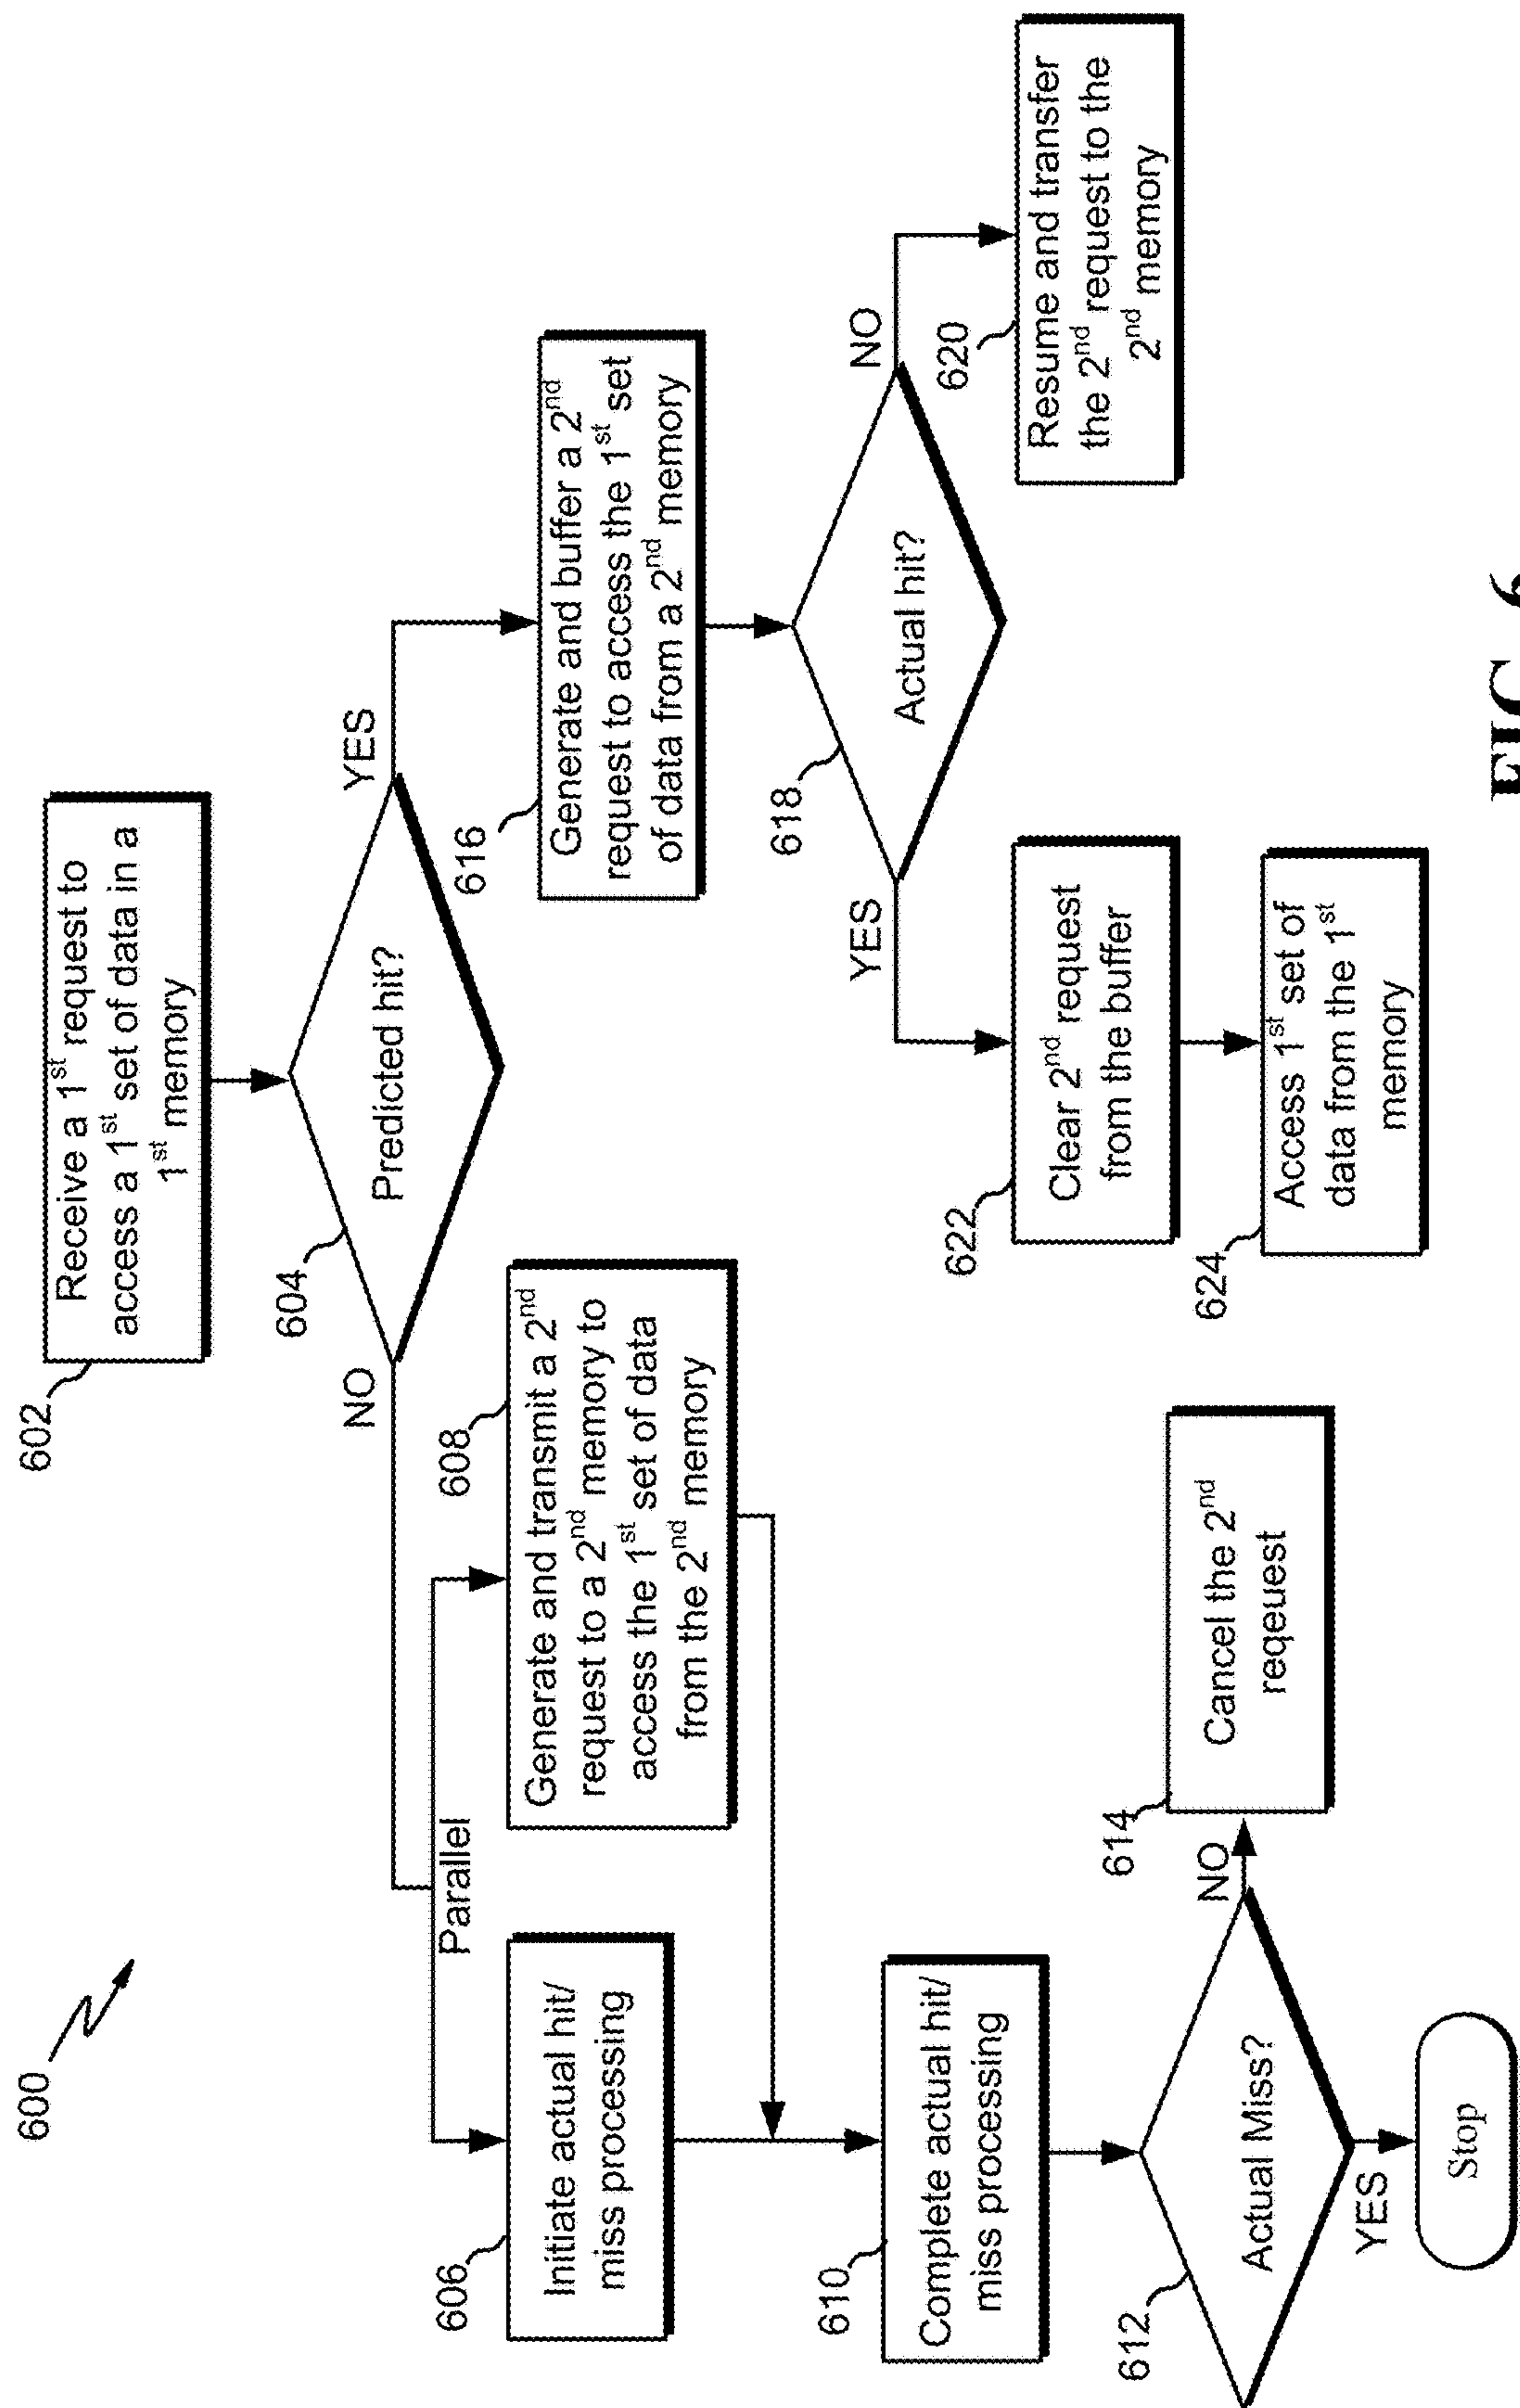 600
602
Receive a 1st request to
access a 1st set of data in a
1st memory
604
Predicted hit?
NO
YES
Parallel
606
Initiate actual hit/
miss processing
608
Generate and transmit a 2nd
request to a 2nd memory to
access the 1st set of data
from the 2nd memory
610
Complete actual hit/
miss processing
612
Actual Miss?
NO
YES
614
Cancel the 2nd
reqeuest
Stop
616
Generate and buffer a 2nd
request to access the 1st set
of data from a 2nd memory
618
Actual hit?
YES
NO
622
Clear 2nd request
from the buffer
624
Access 1st set of
data from the 1st
memory
620
Resume and transfer
the 2nd request to the
2nd memory